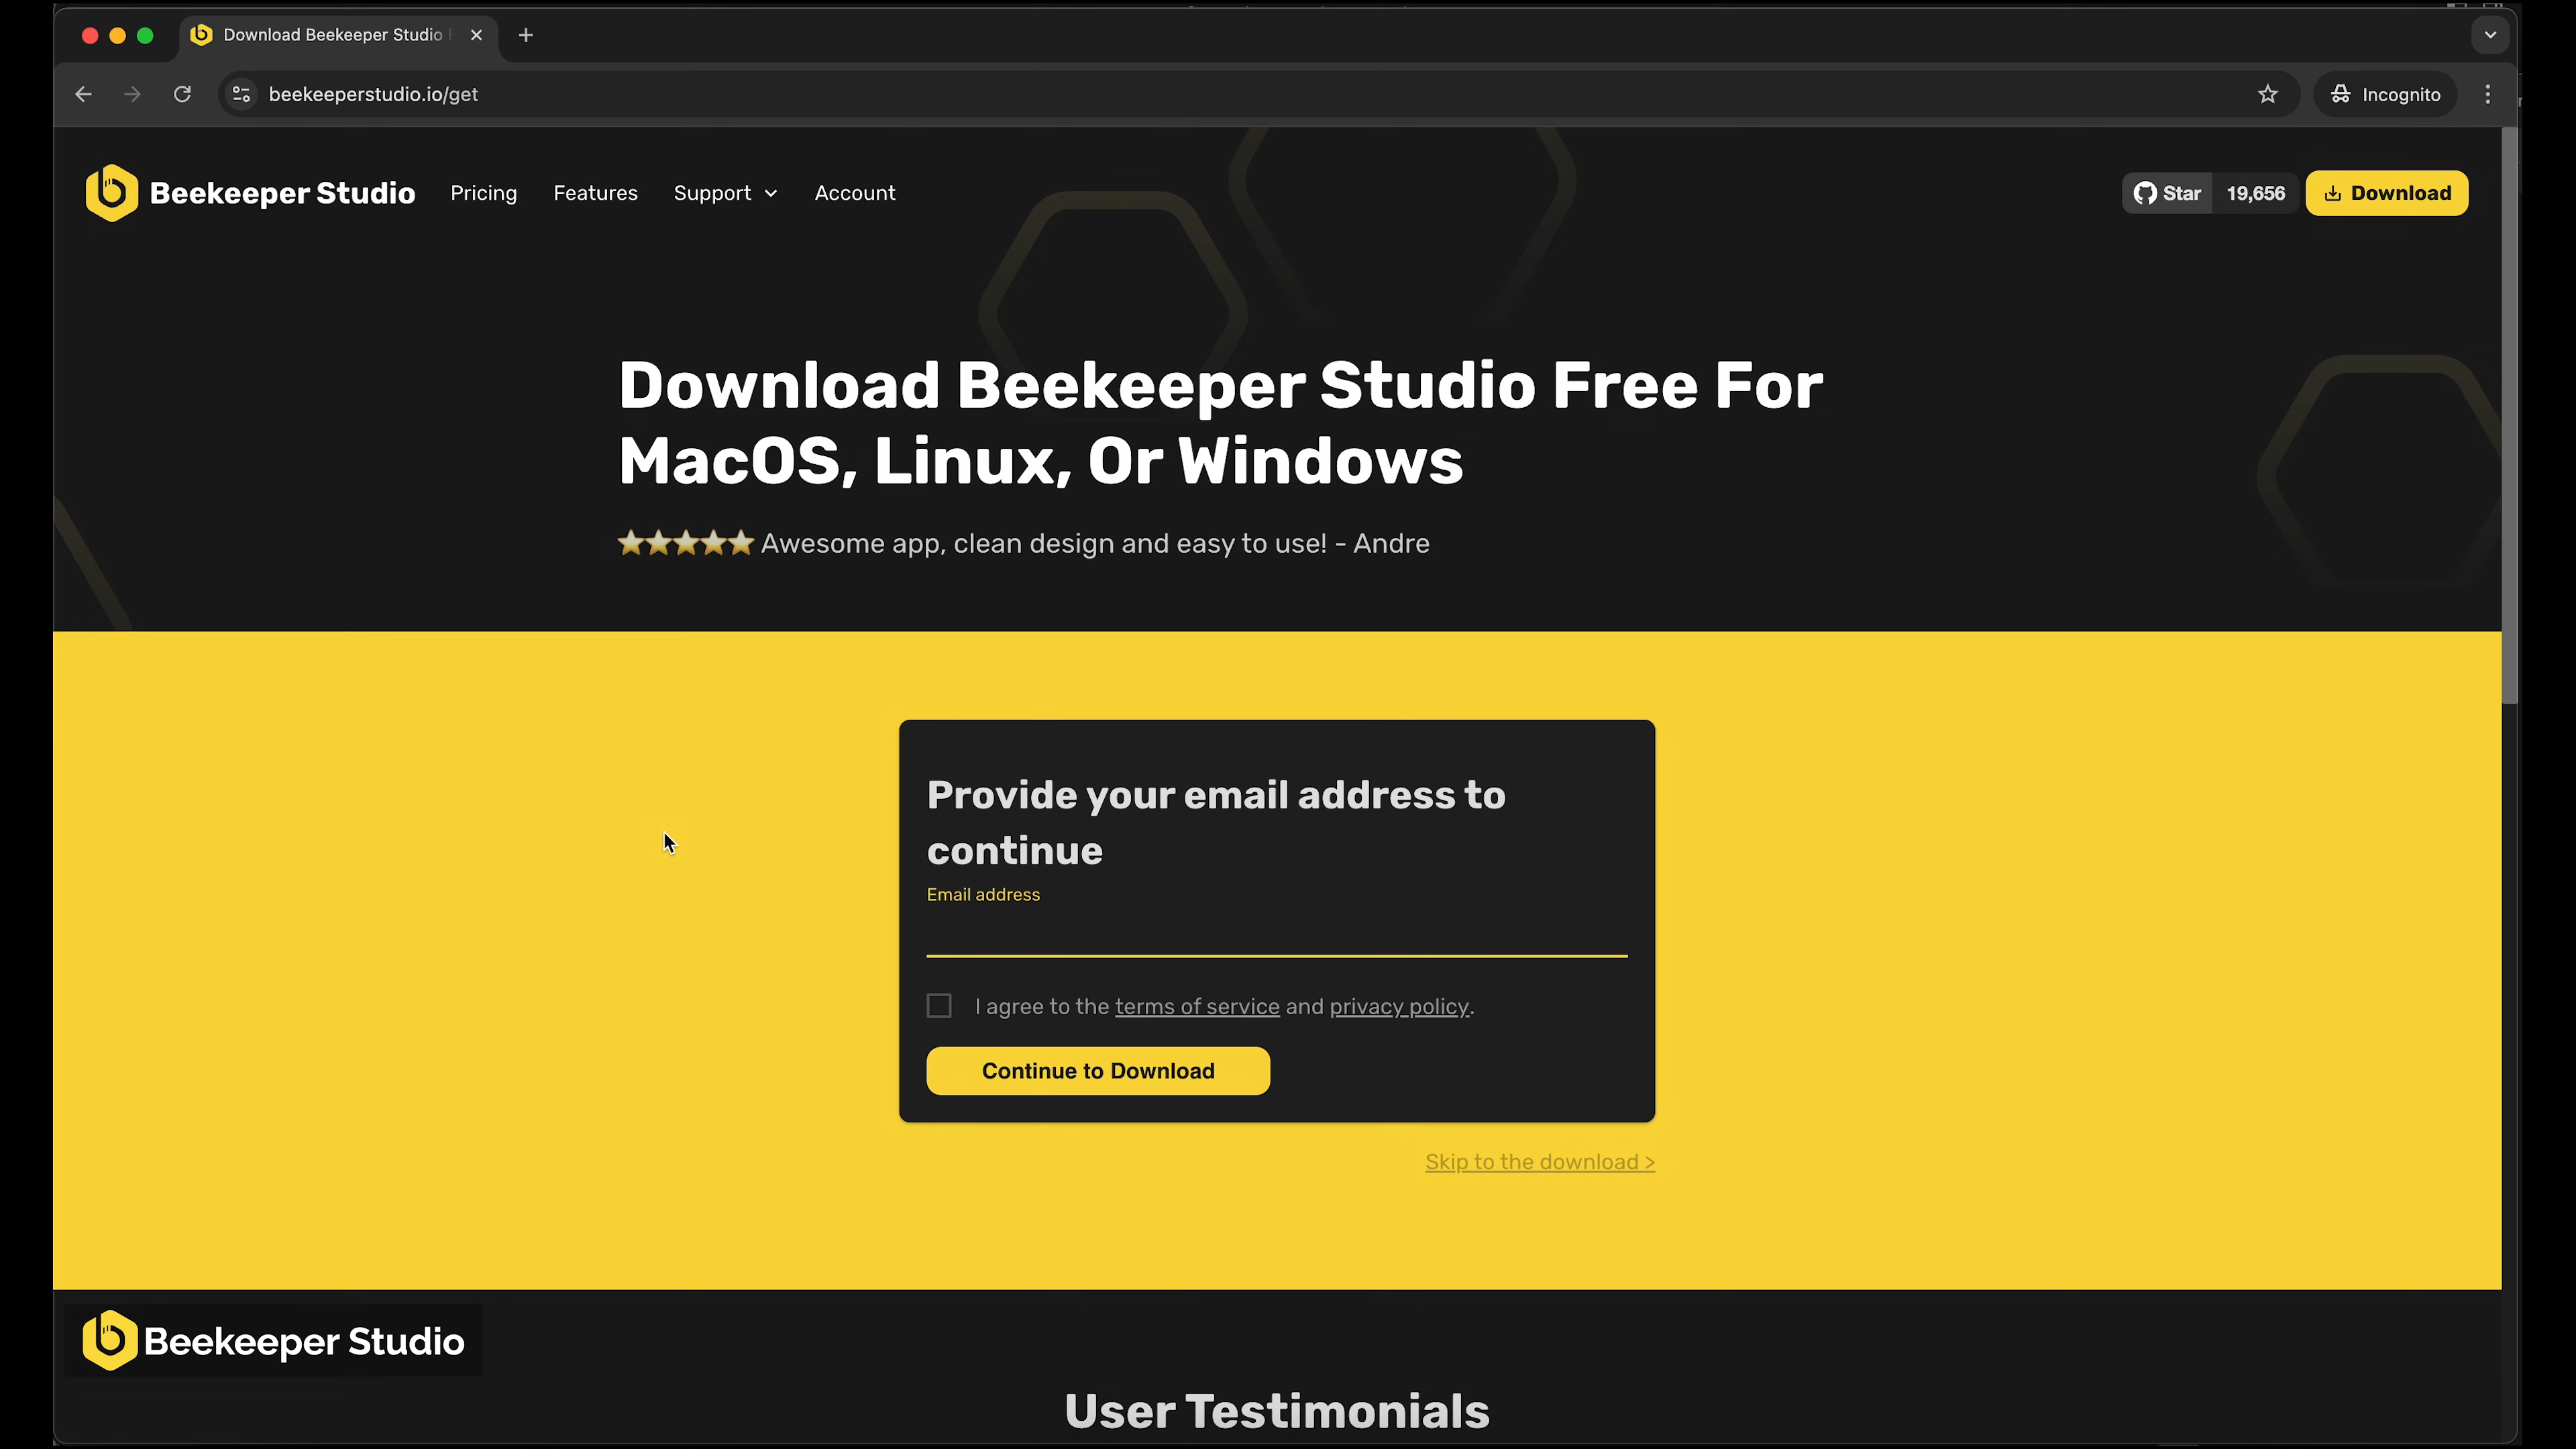 Download Beekeeper Studio
beekeeperstudio.io/get
Incognito
Beekeeper Studio
Pricing
Features
Support
Account
Star
19,656
Download
Download Beekeeper Studio Free For
MacOS, Linux, Or Windows
Awesome app, clean design and easy to use! - Andre
Provide your email address to
continue
Email address
I agree to the terms of service and privacy policy.
Continue to Download
Skip to the download >
Beekeeper Studio
User Testimonials